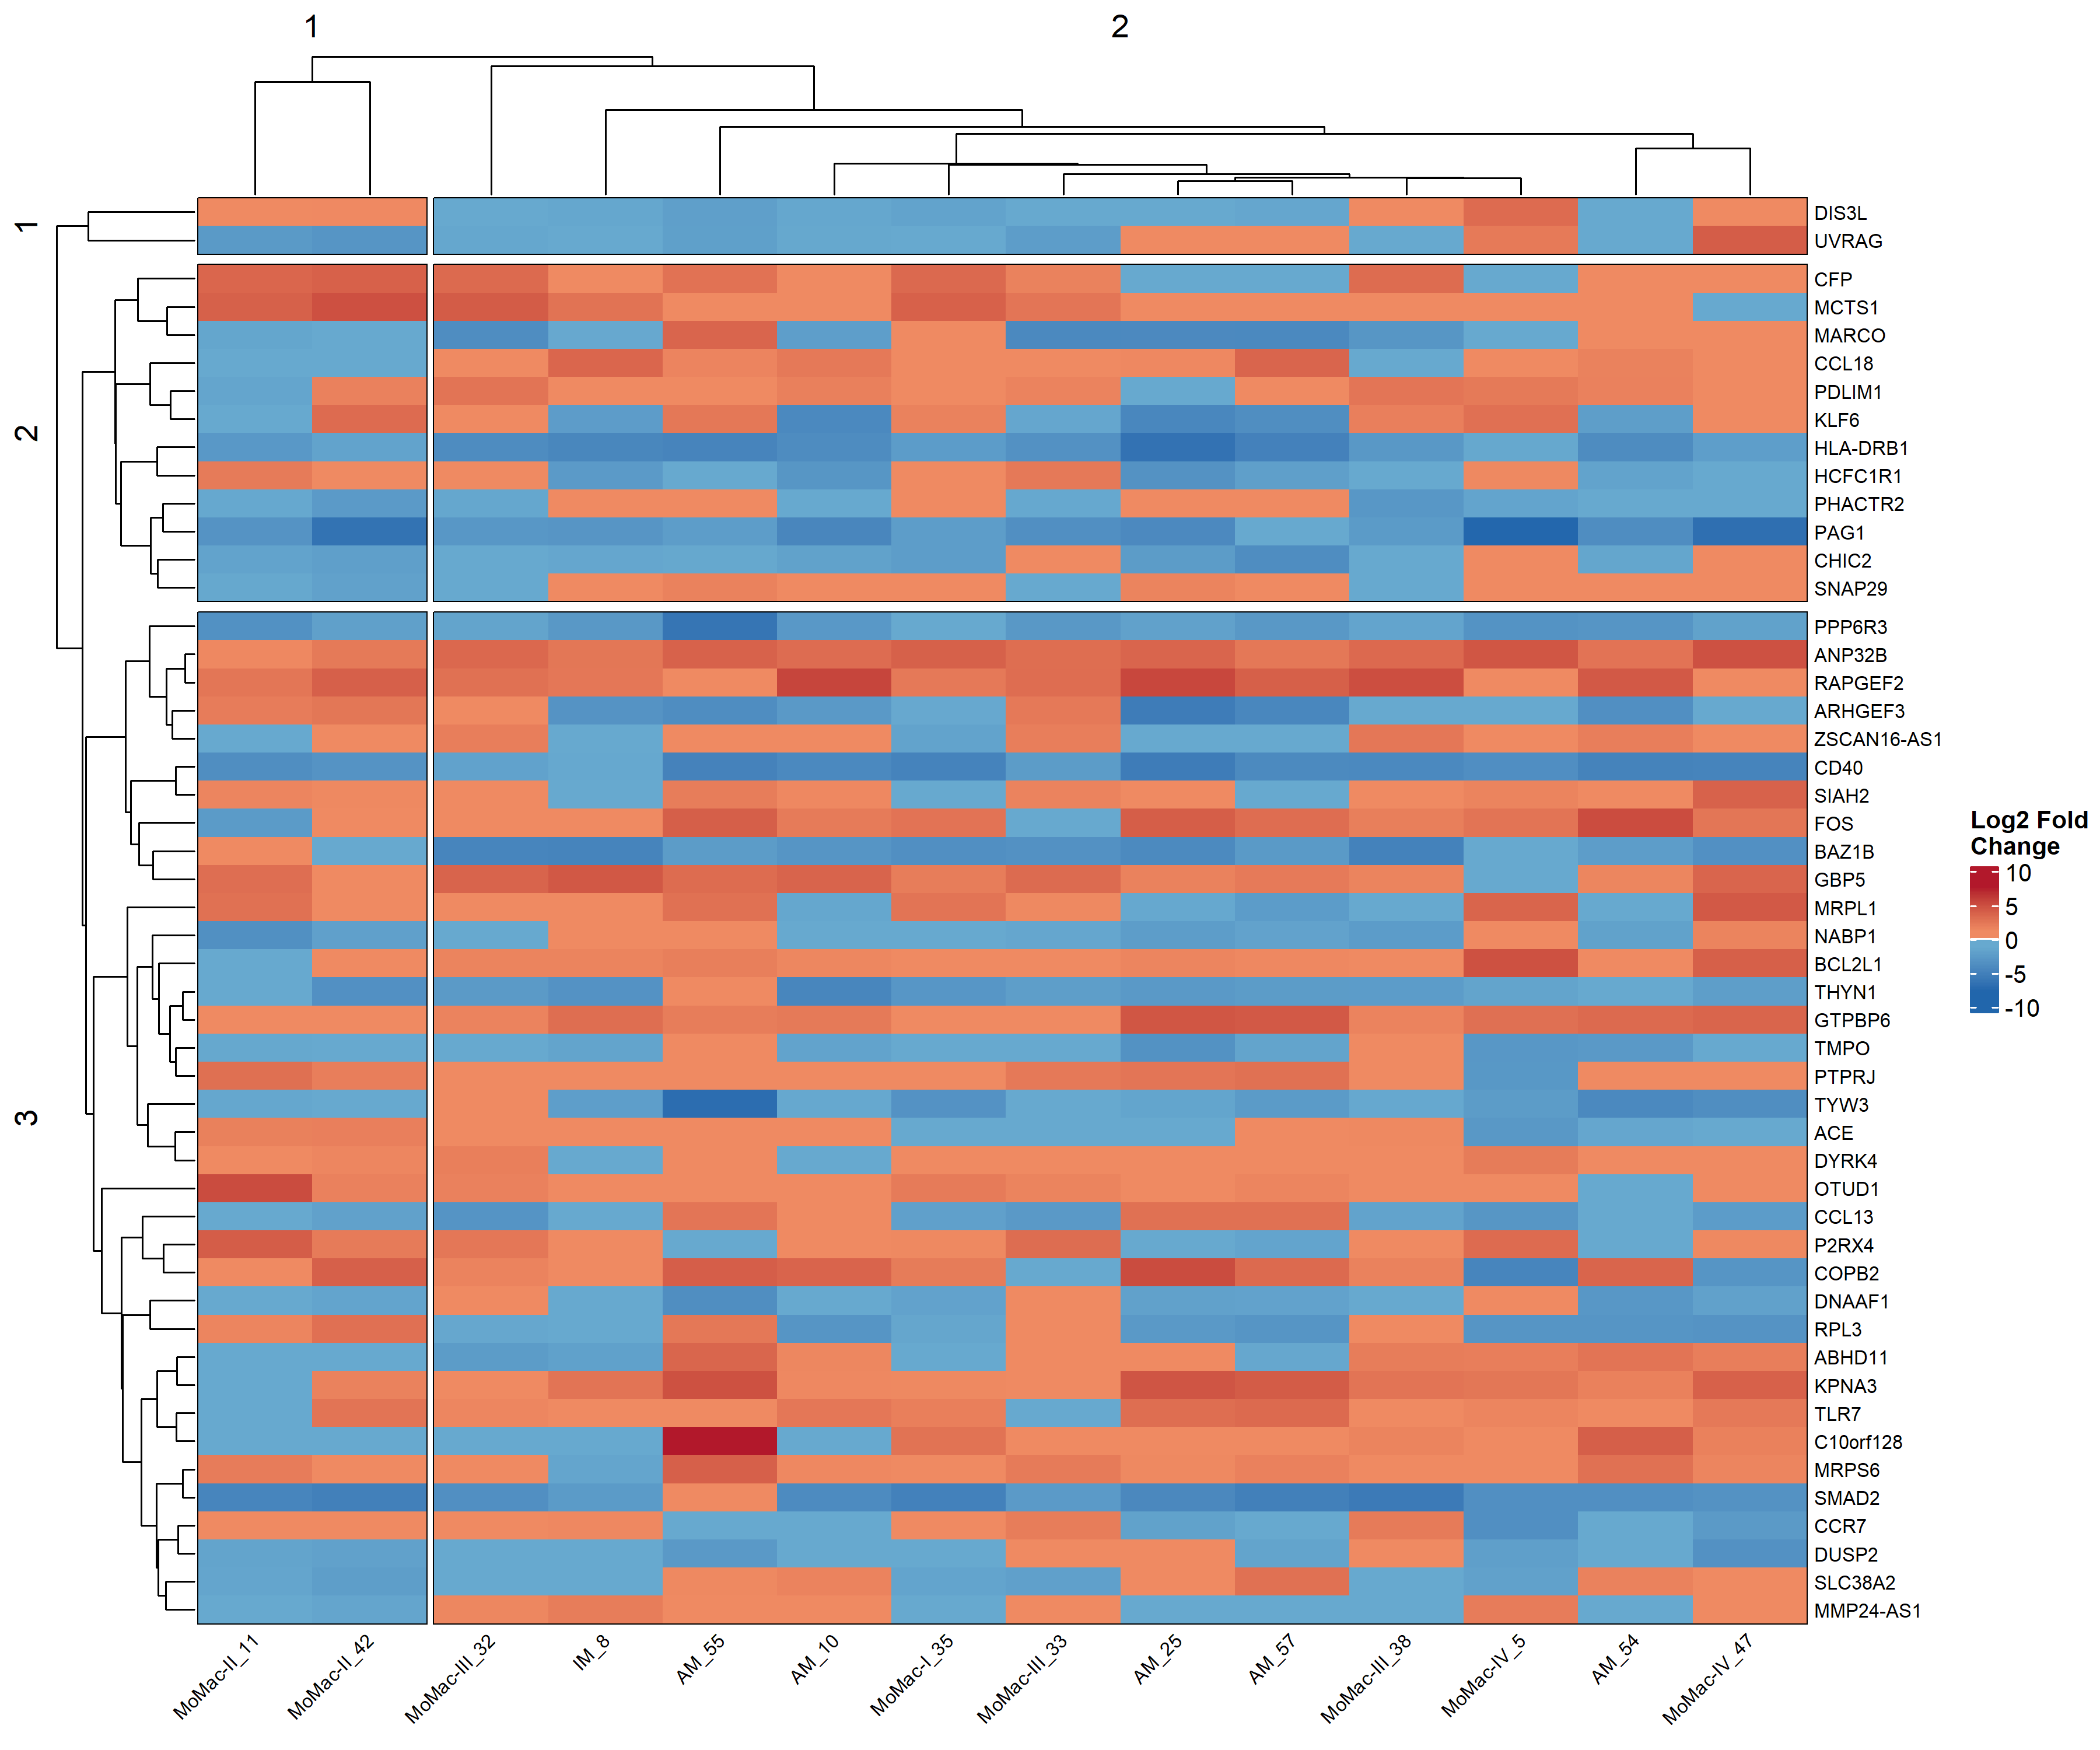 1
2
1
2
3
DIS3L
UVRAG
CFP
MCTS1
MARCO
CCL18
PDLIM1
KLF6
HLA-DRB1
HCFC1R1
PHACTR2
PAG1
CHIC2
SNAP29
PPP6R3
ANP32B
RAPGEF2
ARHGEF3
ZSCAN16-AS1
CD40
SIAH2
FOS
BAZ1B
GBP5
MRPL1
NABP1
BCL2L1
THYN1
GTPBP6
TMPO
PTPRJ
TYW3
ACE
DYRK4
OTUD1
CCL13
P2RX4
COPB2
DNAAF1
RPL3
ABHD11
KPNA3
TLR7
C10orf128
MRPS6
SMAD2
CCR7
DUSP2
SLC38A2
MMP24-AS1
MoMac-II_11
MoMac-II_42
MoMac-III_32
IM_8
AM_55
AM_10
MoMac-I_35
MoMac-III_33
AM_25
AM_57
MoMac-III_38
MoMac-IV_5
AM_54
MoMac-IV_47
Log2 Fold
Change
10
5
0
-5
-10